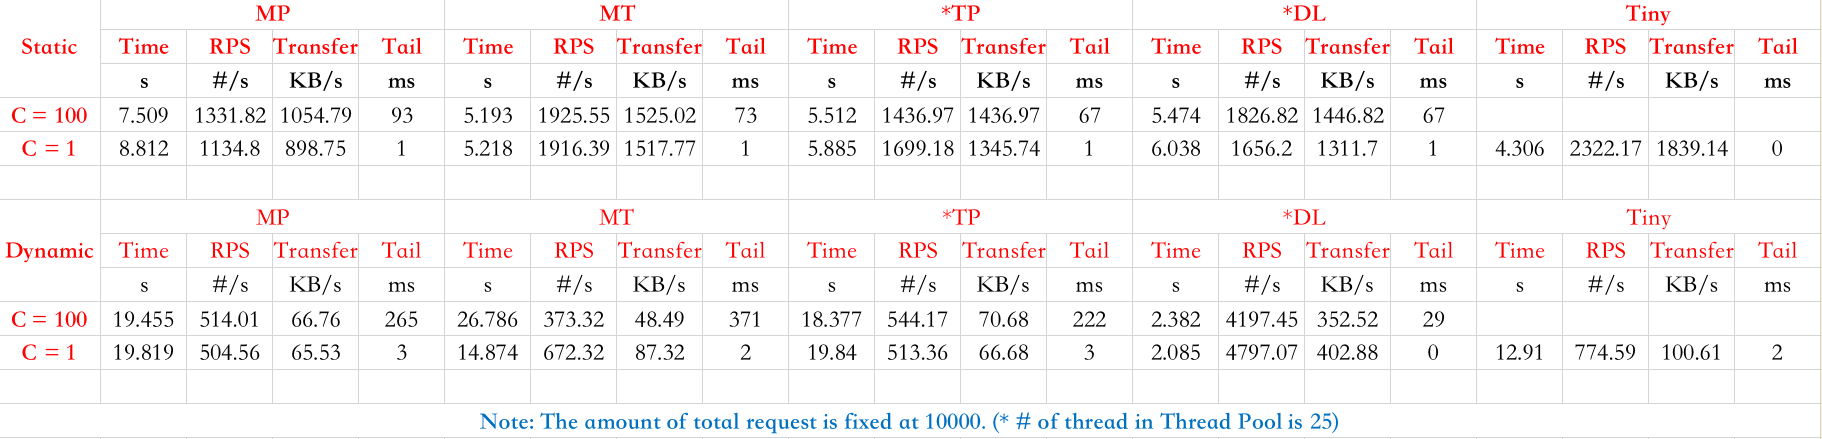 MP MT *TP *DL Tiny
Static Time RPS Transfer Tail Time RPS Transfer Tail Time RPS Transfer Tail Time RPS Transfer Tail Time RPS Transfer Tail
s #/s KB/s ms s #/s KB/s ms s #/s KB/s ms s #/s KB/s ms s #/s KB/s ms
C = 100 7.509 1331.82 1054.79 93 5.193 1925.55 1525.02 73 5.512 1436.97 1436.97 67 5.474 1826.82 1446.82 67
C = 1 8.812 1134.8 898.75 1 5.218 1916.39 1517.77 1 5.885 1699.18 1345.74 1 6.038 1656.2 1311.7 1 4.306 2322.17 1839.14 0
MP MT *TP *DL Tiny
Dynamic Time RPS Transfer Tail Time RPS Transfer Tail Time RPS Transfer Tail Time RPS Transfer Tail Time RPS Transfer Tail
s #/s KB/s ms s #/s KB/s ms s #/s KB/s ms s #/s KB/s ms s #/s KB/s ms
C = 100 19.455 514.01 66.76 265 26.786 373.32 48.49 371 18.377 544.17 70.68 222 2.382 4197.45 352.52 29
C = 1 19.819 504.56 65.53 3 14.874 672.32 87.32 2 19.84 513.36 66.68 3 2.085 4797.07 402.88 0 12.91 774.59 100.61 2
Note: The amount of total request is fixed at 10000. (* # of thread in Thread Pool is 25)